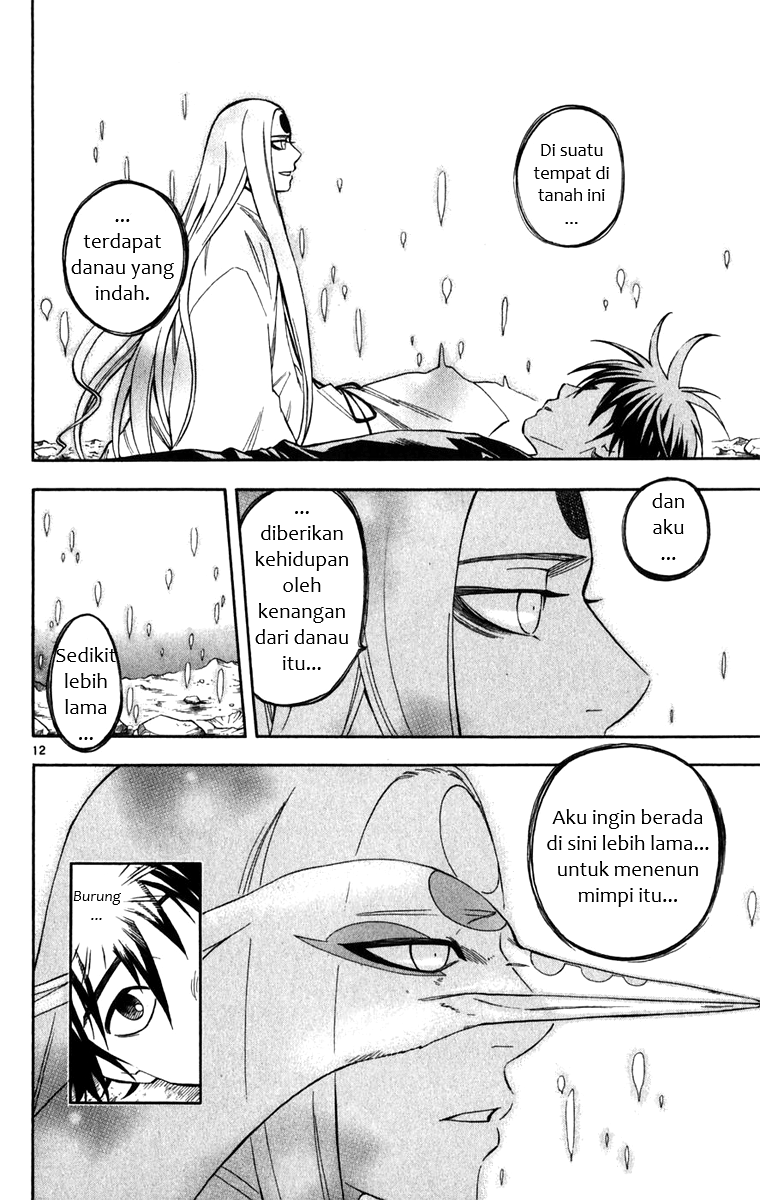 Di suatu
tempat di
tanah ini
...
...
terdapat
danau yang
indah.
dan
aku
...
...
diberikan
kehidupan
oleh
kenangan
dari danau
itu...
Sedikit
lebih
lama
...
12
Aku ingin berada
di sini lebih lama...
untuk menenun
mimpi itu...
Burung
...